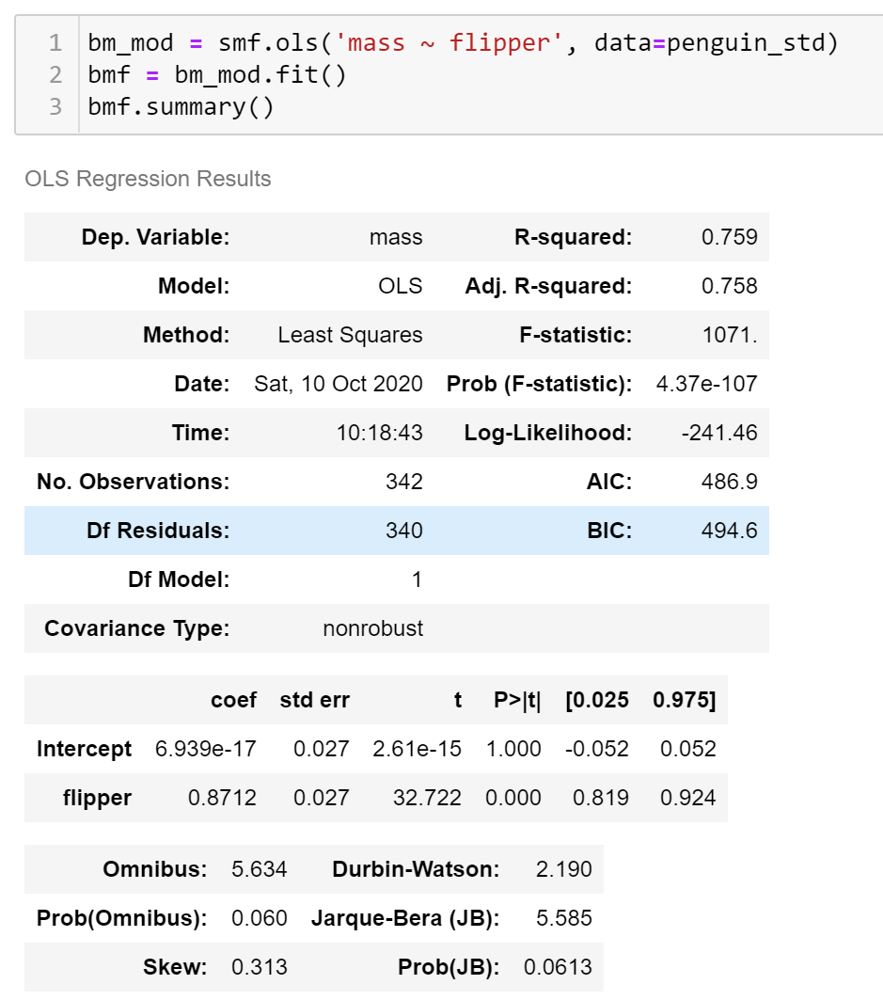 1 bm_mod = smf.ols('mass ~ flipper', data=penguin_std)
2 bmf = bm_mod.fit()
3 bmf.summary()
OLS Regression Results
Dep. Variable: mass R-squared: 0.759
Model: OLS Adj. R-squared: 0.758
Method: Least Squares F-statistic: 1071.
Date: Sat, 10 Oct 2020 Prob (F-statistic): 4.37e-107
Time: 10:18:43 Log-Likelihood: -241.46
No. Observations: 342 AIC: 486.9
Df Residuals: 340 BIC: 494.6
Df Model: 1
Covariance Type: nonrobust
coef std err t P>|t| [0.025 0.975]
Intercept 6.939e-17 0.027 2.61e-15 1.000 -0.052 0.052
flipper 0.8712 0.027 32.722 0.000 0.819 0.924
Omnibus: 5.634 Durbin-Watson: 2.190
Prob(Omnibus): 0.060 Jarque-Bera (JB): 5.585
Skew: 0.313 Prob(JB): 0.0613